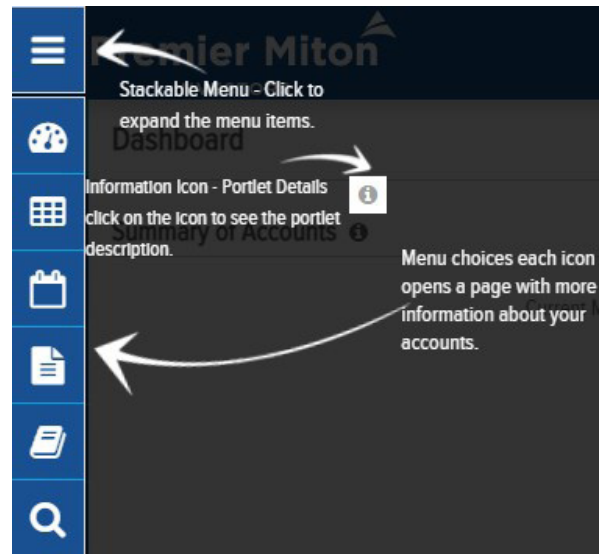 Premier Miton
Stackable Menu - Click to
expand the menu items.
Dashboard
Information Icon - Portlet Details
click on the icon to see the portlet
description.
Summary of Accounts
Menu choices each icon
opens a page with more
information about your
accounts.
Current M